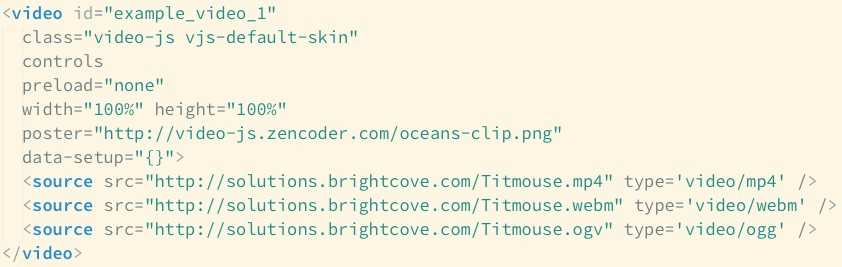 <video id="example_video_1"
class="video-js vjs-default-skin"
controls
preload="none"
width="100%" height="100%"
poster="http://video-js.zencoder.com/oceans-clip.png"
data-setup="{}">
<source src="http://solutions.brightcove.com/Titmouse.mp4" type='video/mp4' />
<source src="http://solutions.brightcove.com/Titmouse.webm" type='video/webm' />
<source src="http://solutions.brightcove.com/Titmouse.ogv" type='video/ogg' />
</video>